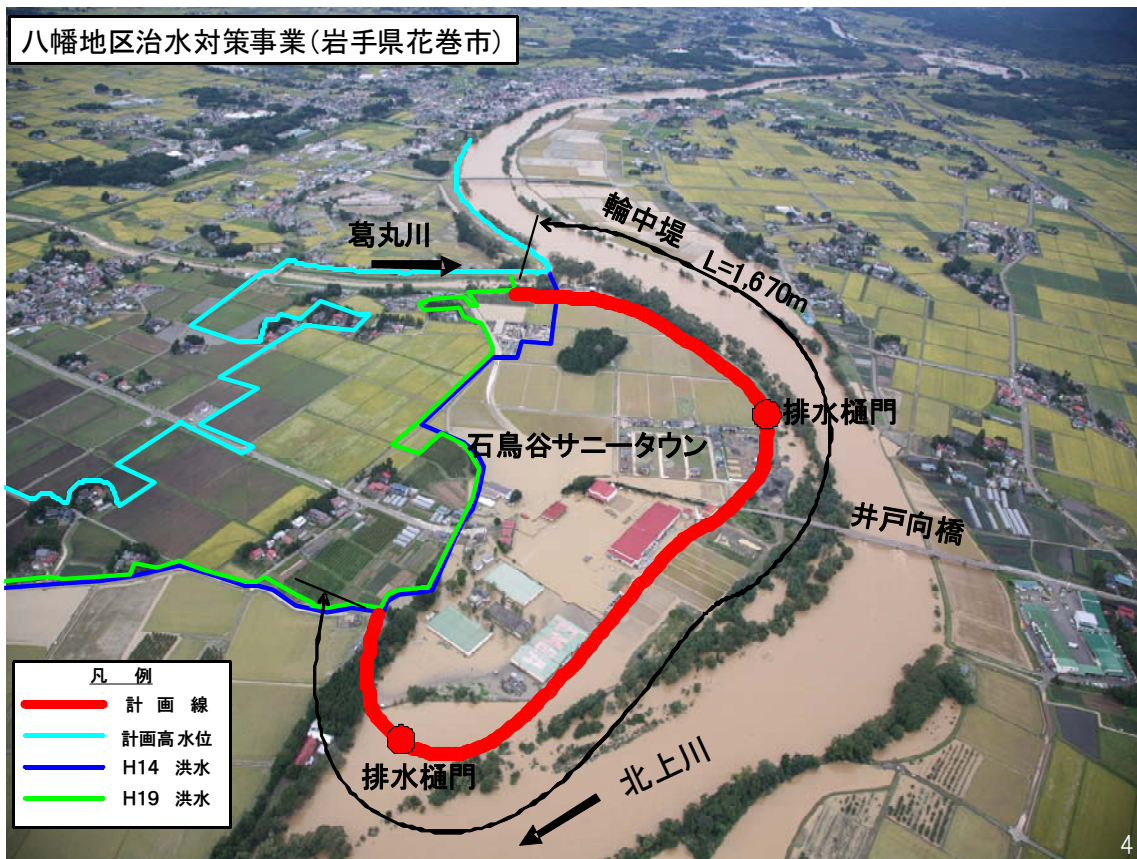 八幡地区治水対策事業(岩手県花巻市)
葛丸川
輪中堤
L=1,670m
排水樋門
石鳥谷サニータウン
井戸向橋
排水樋門
北上川
凡 例
計 画 線
計画高水位
H14 洪水
H19 洪水
4